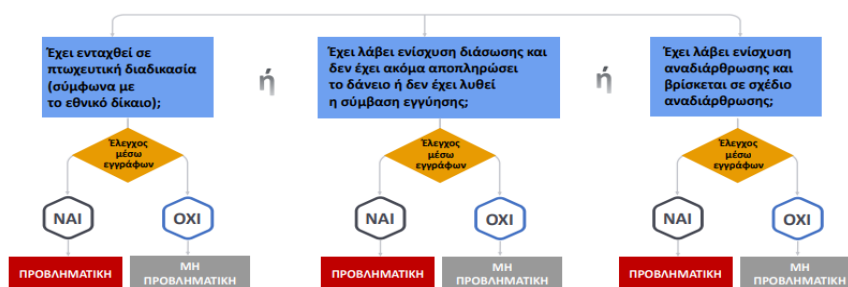 Έχει ενταχθεί σε
πτωχευτική διαδικασία
(σύμφωνα με
το εθνικό δίκαιο);
ή
Έχει λάβει ενίσχυση διάσωσης και
δεν έχει ακόμα αποπληρώσει
το δάνειο ή δεν έχει λυθεί
η σύμβαση εγγύησης;
ή
Έχει λάβει ενίσχυση
αναδιάρθρωσης και
βρίσκεται σε σχέδιο
αναδιάρθρωσης;
Έλεγχος
μέσω
εγγράφων
Έλεγχος
μέσω
εγγράφων
Έλεγχος
μέσω
εγγράφων
ΝΑΙ
ΟΧΙ
ΝΑΙ
ΟΧΙ
ΝΑΙ
ΟΧΙ
ΠΡΟΒΛΗΜΑΤΙΚΗ
ΜΗ
ΠΡΟΒΛΗΜΑΤΙΚΗ
ΠΡΟΒΛΗΜΑΤΙΚΗ
ΜΗ
ΠΡΟΒΛΗΜΑΤΙΚΗ
ΠΡΟΒΛΗΜΑΤΙΚΗ
ΜΗ
ΠΡΟΒΛΗΜΑΤΙΚΗ